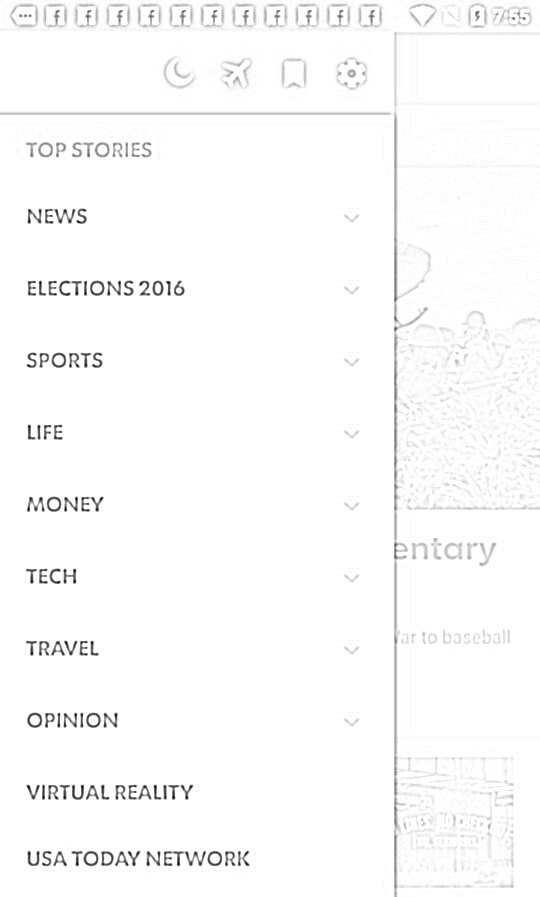 7:55
TOP STORIES
NEWS
ELECTIONS 2016
SPORTS
LIFE
MONEY
TECH
TRAVEL
OPINION
VIRTUAL REALITY
USA TODAY NETWORK
entary
War to baseball